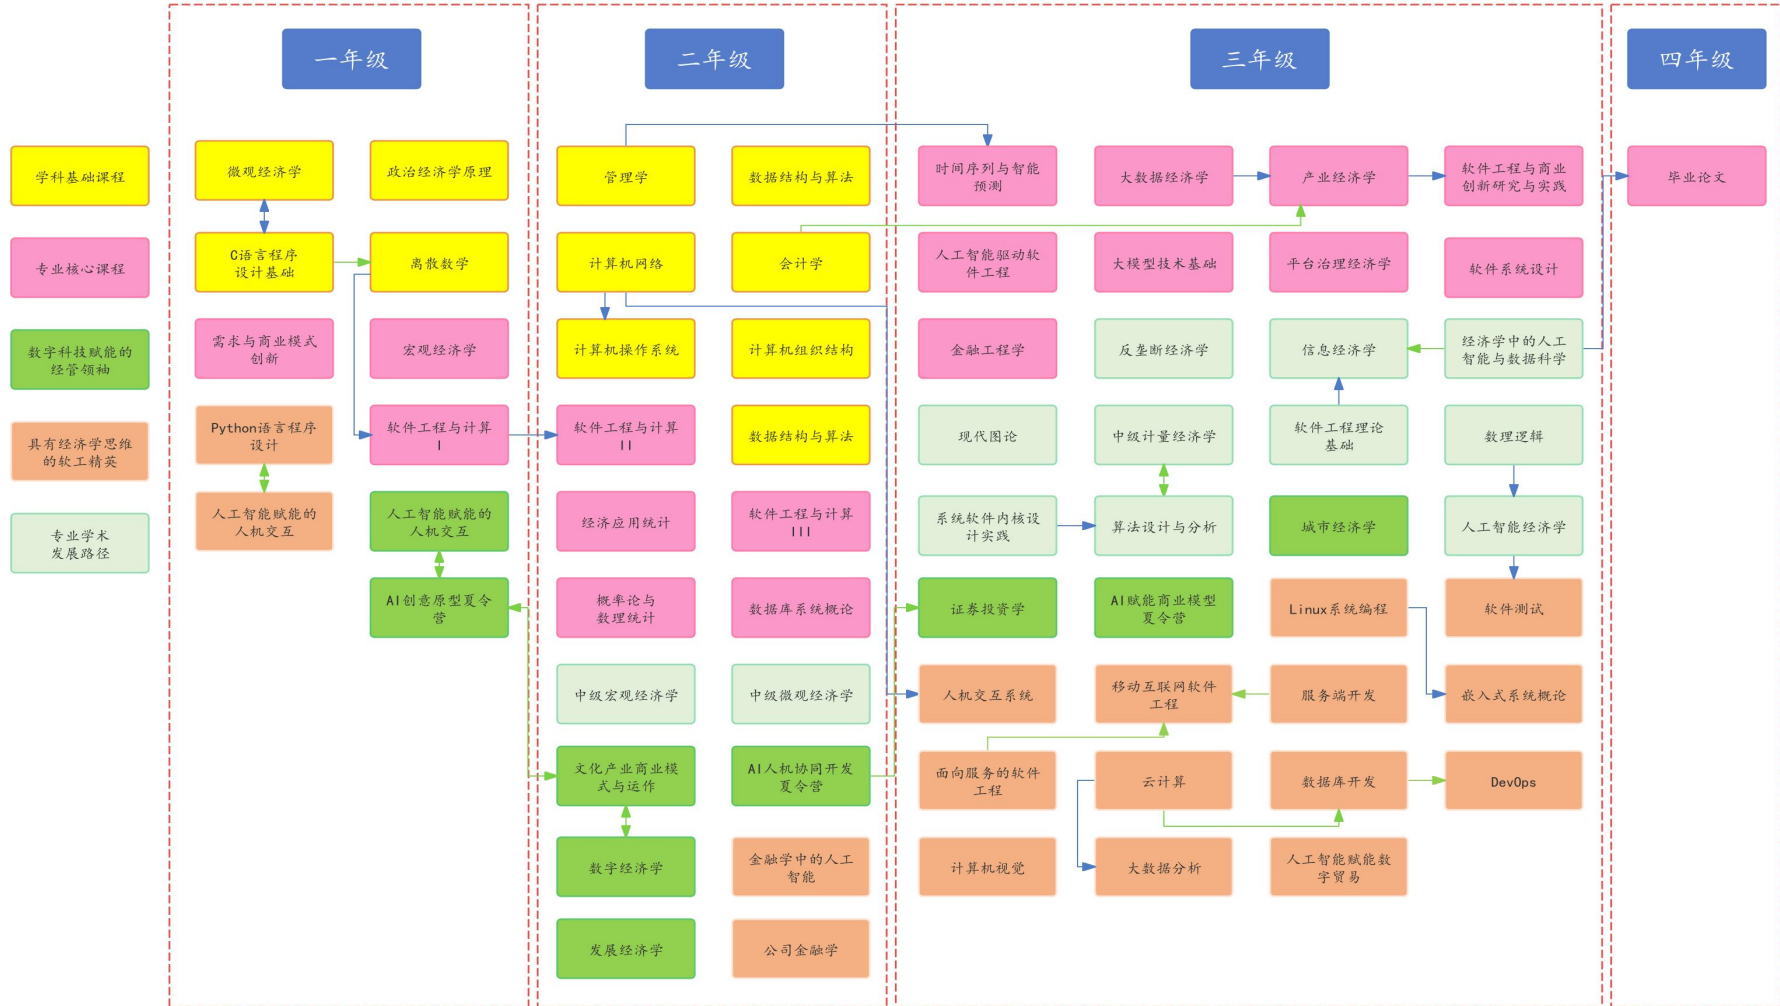 一年级
二年级
三年级
四年级
学科基础课程
微观经济学
政治经济学原理
管理学
数据结构与算法
时间序列与智能
预测
大数据经济学
产业经济学
软件工程与商业
创新研究与实践
毕业论文
专业核心课程
C语言程序
设计基础
离散数学
计算机网络
会计学
人工智能驱动软
件工程
大模型技术基础
平台治理经济学
软件系统设计
数字科技赋能的
经管领袖
需求与商业模式
创新
宏观经济学
计算机操作系统
计算机组织结构
金融工程学
反垄断经济学
信息经济学
经济学中的人工
智能与数据科学
具有经济学思维
的软工精英
Python语言程序
设计
软件工程与计算
I
软件工程与计算
II
数据结构与算法
现代图论
中级计量经济学
软件工程理论
基础
数理逻辑
专业学术
发展路径
人工智能赋能的
人机交互
人工智能赋能的
人机交互
经济应用统计
软件工程与计算
III
系统软件内核设
计实践
算法设计与分析
城市经济学
人工智能经济学
AI创意原型夏令
营
概率论与
数理统计
数据库系统概论
证券投资学
AI赋能商业模型
夏令营
Linux系统编程
软件测试
中级宏观经济学
中级微观经济学
人机交互系统
移动互联网软件
工程
服务端开发
嵌入式系统概论
文化产业商业模
式与运作
AI人机协同开发
夏令营
面向服务的软件
工程
云计算
数据库开发
DevOps
数字经济学
金融学中的人工
智能
计算机视觉
大数据分析
人工智能赋能数
字贸易
发展经济学
公司金融学